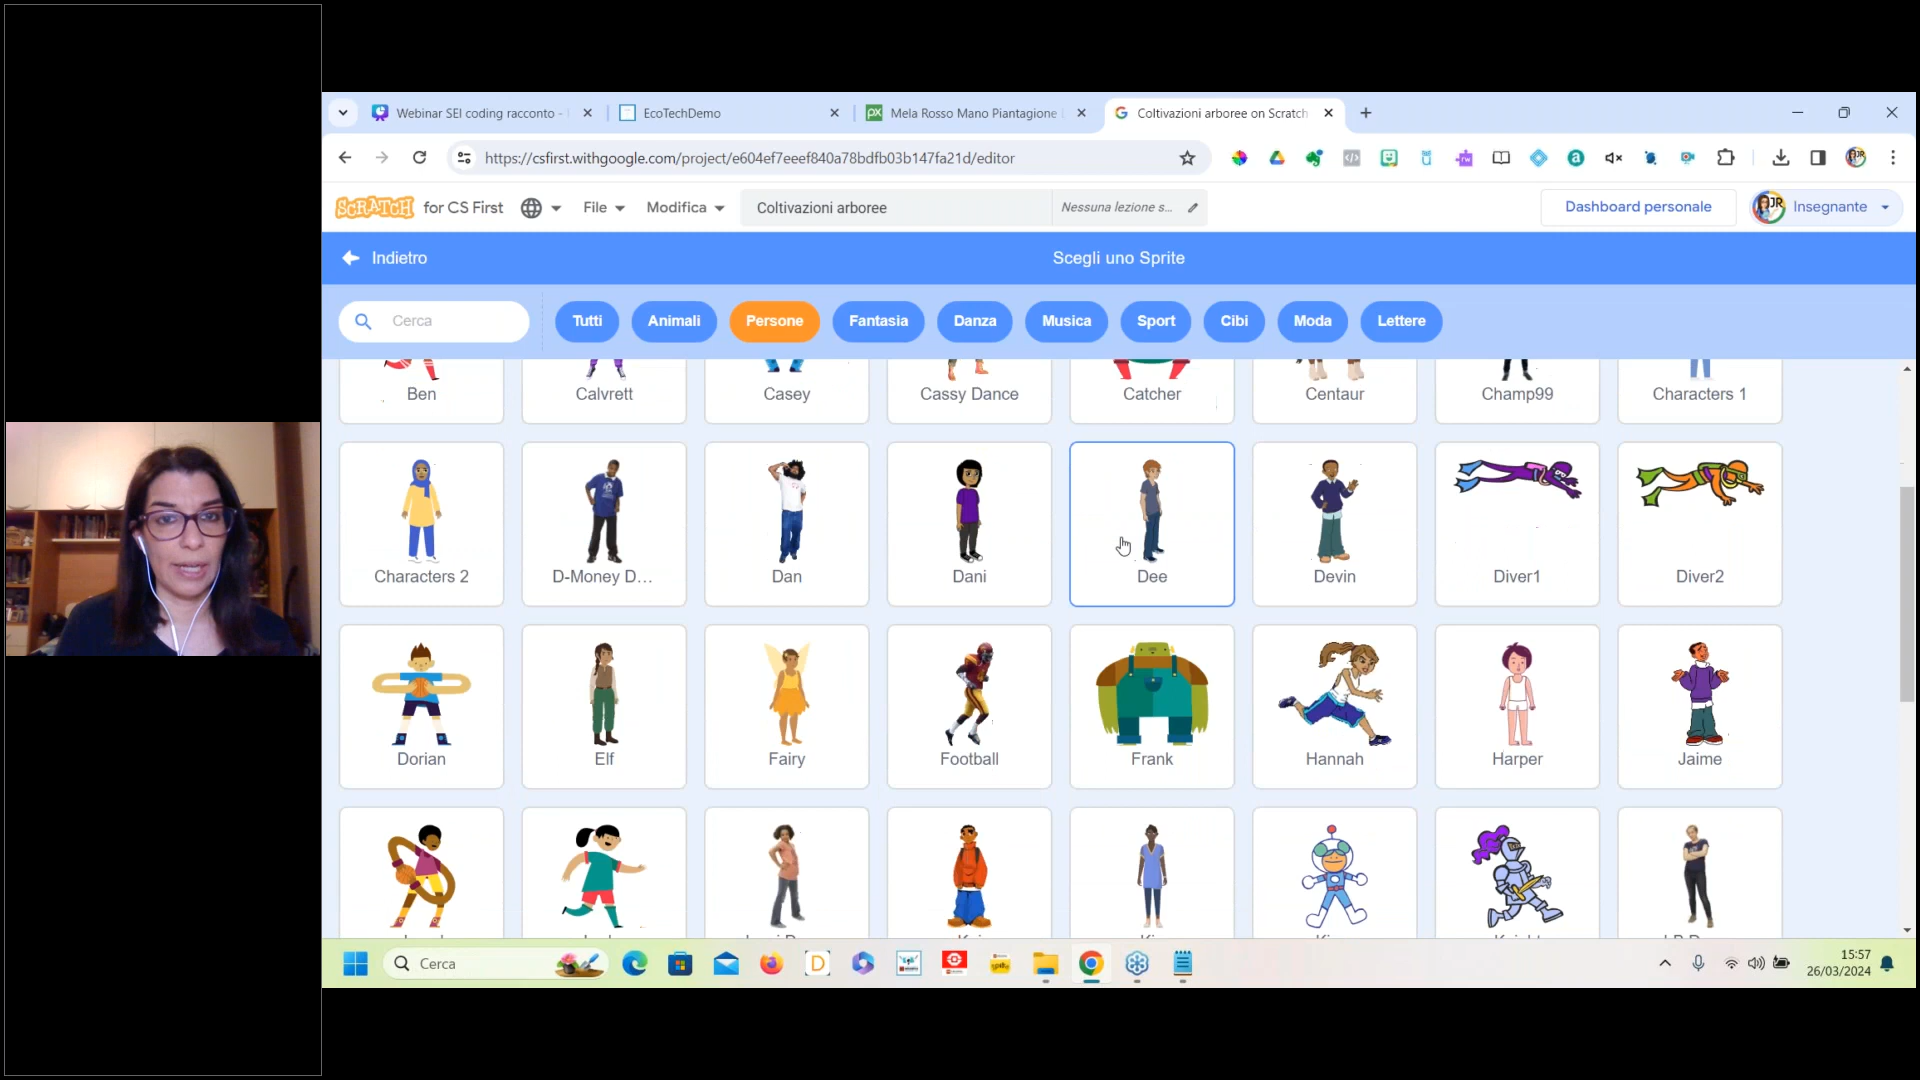 Webinar SEI coding racconto -
EcoTechDemo
Mela Rosso Mano Piantagione
Coltivazioni arboree on Scratch
https://csfirst.withgoogle.com/project/e604ef7eeef840a78bdfb03b147fa21d/editor
SCRATCH for CS First
File
Modifica
Coltivazioni arboree
Nessuna lezione s...
Dashboard personale
JR
Insegnante
Indietro
Scegli uno Sprite
Cerca
Tutti
Animali
Persone
Fantasia
Danza
Musica
Sport
Cibi
Moda
Lettere
Ben
Calvrett
Casey
Cassy Dance
Catcher
Centaur
Champ99
Characters 1
Characters 2
D-Money D...
Dan
Dani
Dee
Devin
Diver1
Diver2
Dorian
Elf
Fairy
Football
Frank
Hannah
Harper
Jaime
Cerca
15:57
26/03/2024